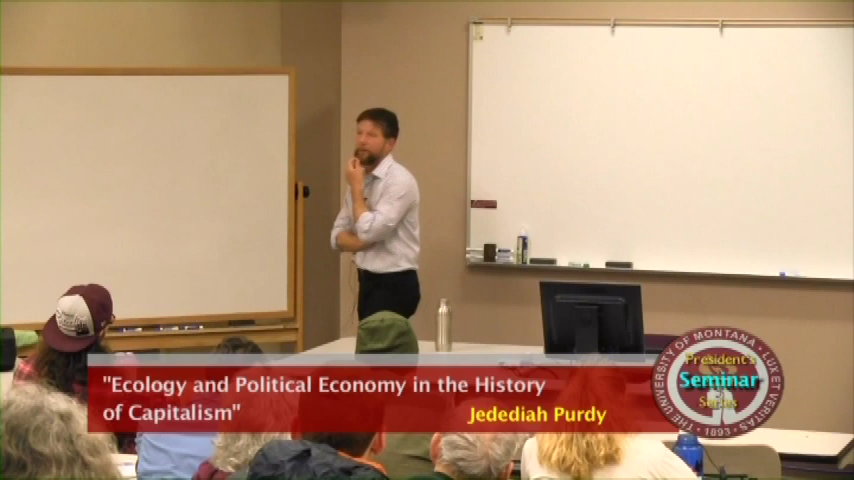 "Ecology and Political Economy in the History
of Capitalism"
Jedediah Purdy
THE UNIVERSITY OF MONTANA · LUX ET VERITAS
President's
Seminar
Series
· 1893 ·